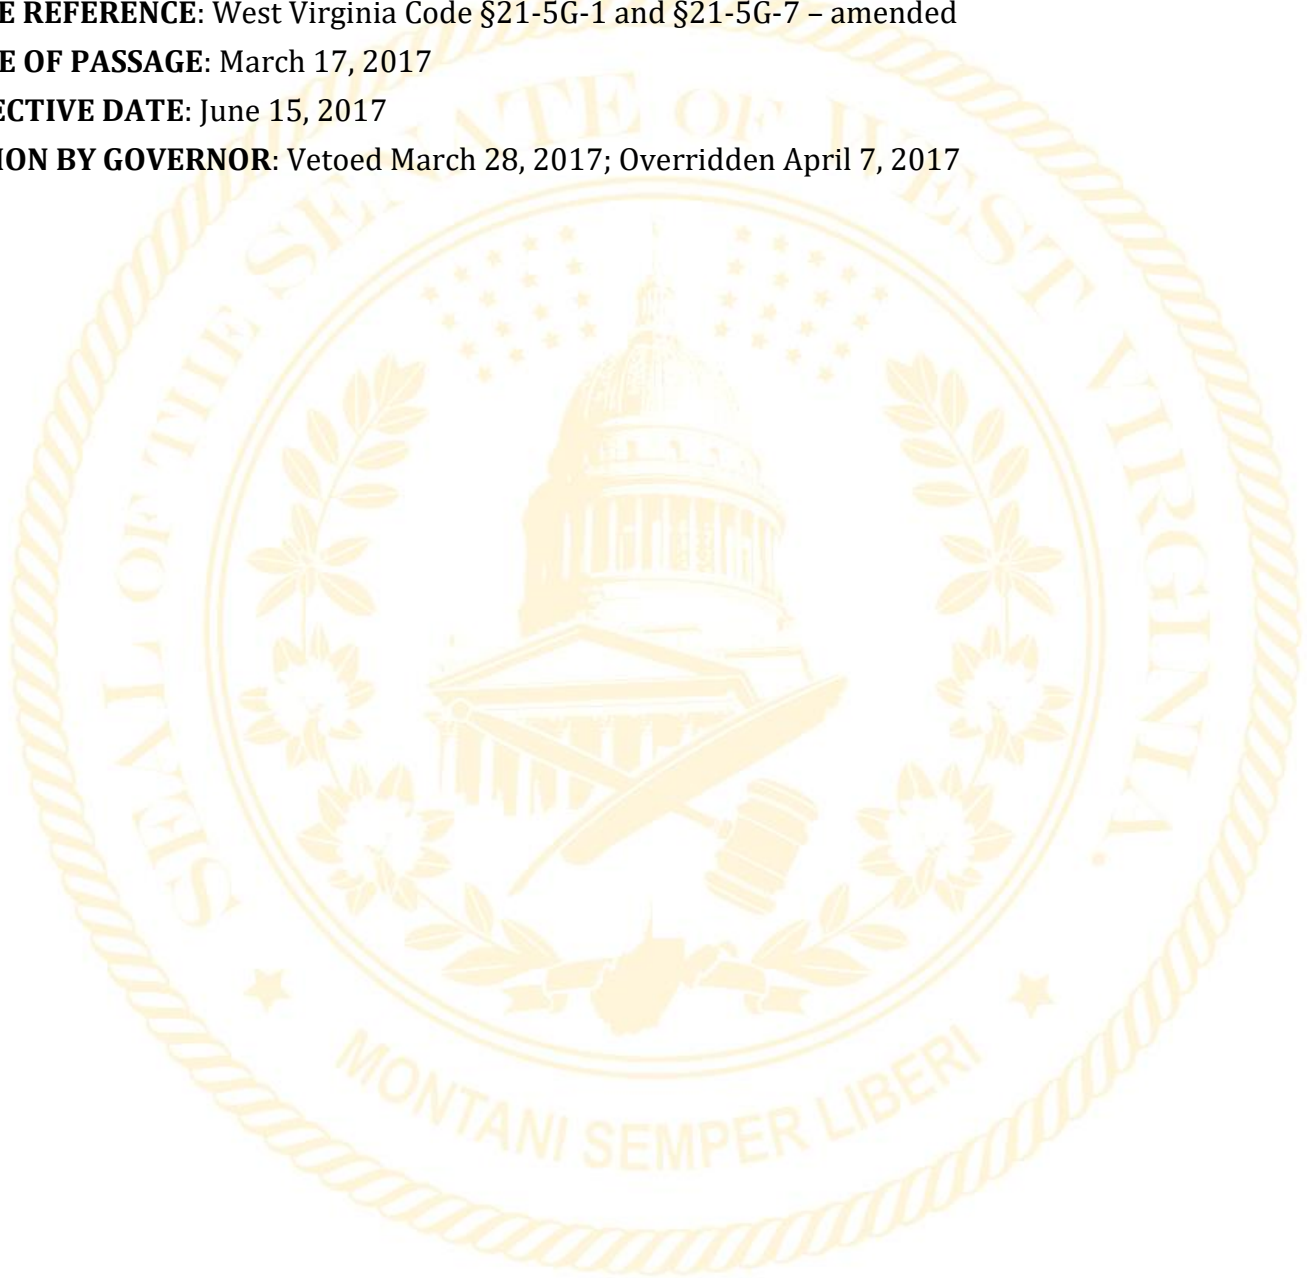 E REFERENCE: West Virginia Code §21-5G-1 and §21-5G-7 – amended
E OF PASSAGE: March 17, 2017
ECTIVE DATE: June 15, 2017
ION BY GOVERNOR: Vetoed March 28, 2017; Overridden April 7, 2017
SEAL OF THE SENATE OF WEST VIRGINIA
MONTANI SEMPER LIBERI